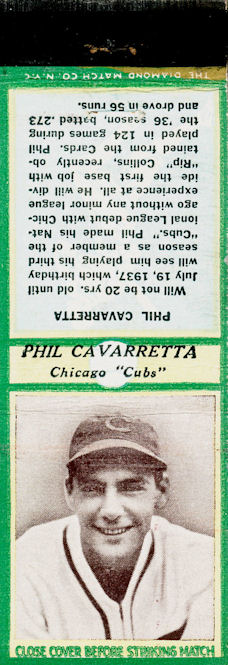 THE DIAMOND MATCH CO. N.Y.C.
PHIL CAVARRETTA
Will not be 20 yrs. old until
July 19, 1937, which birthday
will see him playing his third
season as a member of the
"Cubs." Phil made his Nat-
ional League debut with Chic-
ago without any minor league
experience at all. He will div-
ide the first base job with
"Rip" Collins, recently ob-
tained from the Cards. Phil
played in 124 games during
the '36 season, batted .273
and drove in 56 runs.
PHIL CAVARRETTA
Chicago "Cubs"
C
CLOSE COVER BEFORE STRIKING MATCH